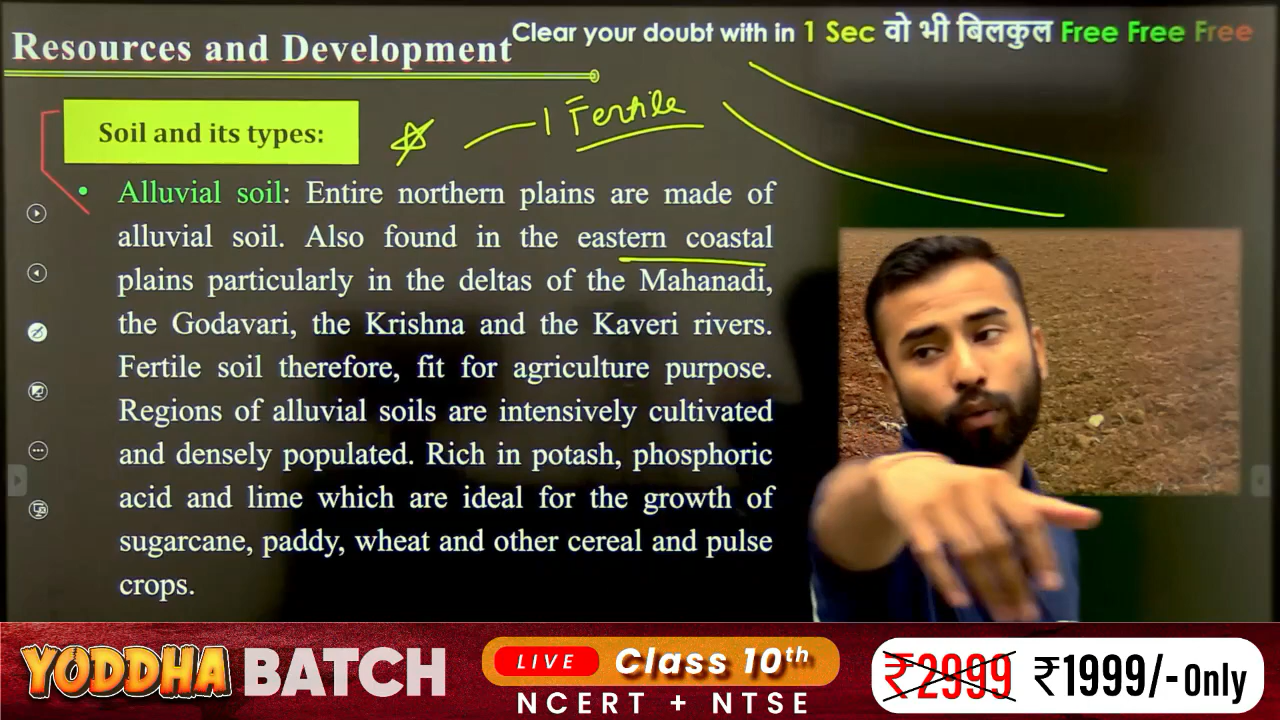 Resources and Development
Clear your doubt with in 1 Sec वो भी बिलकुल Free Free Free
Soil and its types:
1 Fertile
• Alluvial soil: Entire northern plains are made of
alluvial soil. Also found in the eastern coastal
plains particularly in the deltas of the Mahanadi,
the Godavari, the Krishna and the Kaveri rivers.
Fertile soil therefore, fit for agriculture purpose.
Regions of alluvial soils are intensively cultivated
and densely populated. Rich in potash, phosphoric
acid and lime which are ideal for the growth of
sugarcane, paddy, wheat and other cereal and pulse
crops.
YODDHA BATCH
LIVE Class 10th
NCERT + NTSE
₹2999 ₹1999/- Only